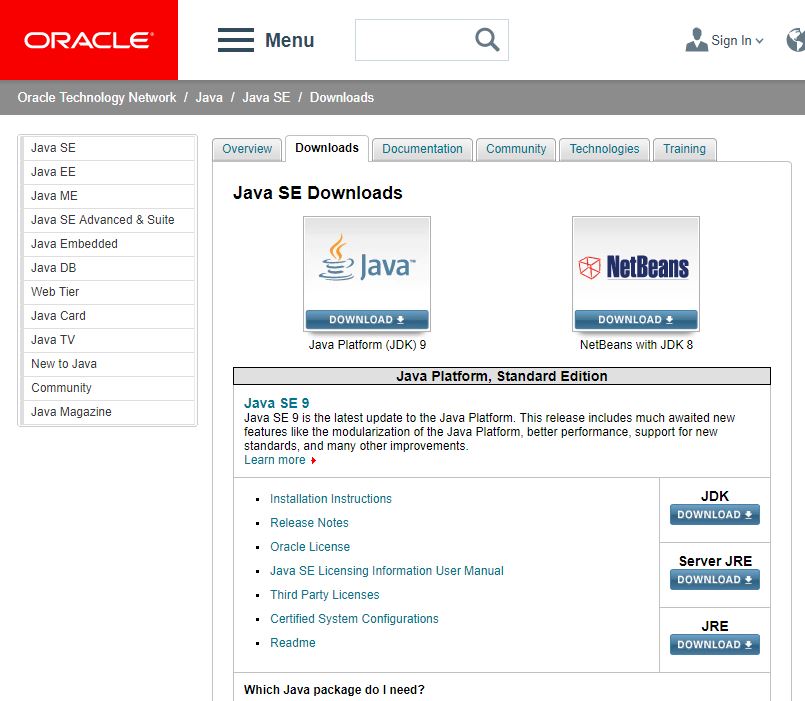 ORACLE
Menu
Sign In
Oracle Technology Network / Java / Java SE / Downloads
Java SE
Java EE
Java ME
Java SE Advanced & Suite
Java Embedded
Java DB
Web Tier
Java Card
Java TV
New to Java
Community
Java Magazine
Overview Downloads Documentation Community Technologies Training
Java SE Downloads
Java™
DOWNLOAD
Java Platform (JDK) 9
NetBeans
DOWNLOAD
NetBeans with JDK 8
Java Platform, Standard Edition
Java SE 9
Java SE 9 is the latest update to the Java Platform. This release includes much awaited new
features like the modularization of the Java Platform, better performance, support for new
standards, and many other improvements.
Learn more
Installation Instructions
Release Notes
Oracle License
Java SE Licensing Information User Manual
Third Party Licenses
Certified System Configurations
Readme
JDK
DOWNLOAD
Server JRE
DOWNLOAD
JRE
DOWNLOAD
Which Java package do I need?